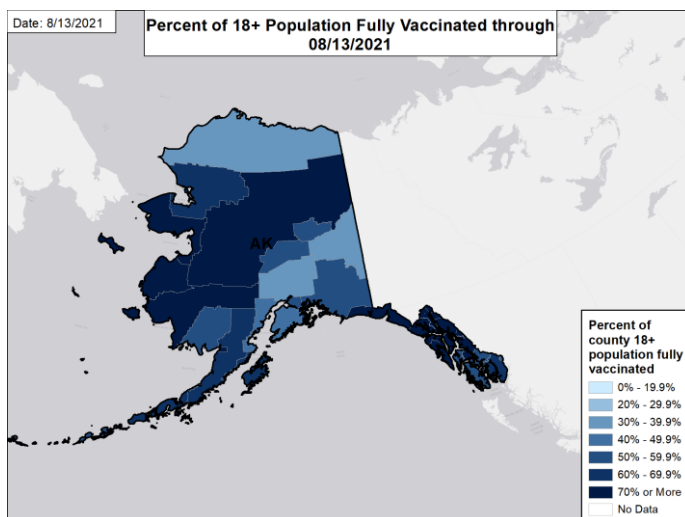 Date: 8/13/2021
Percent of 18+ Population Fully Vaccinated through
08/13/2021
AK
Percent of
county 18+
population fully
vaccinated
0% - 19.9%
20% - 29.9%
30% - 39.9%
40% - 49.9%
50% - 59.9%
60% - 69.9%
70% or More
No Data